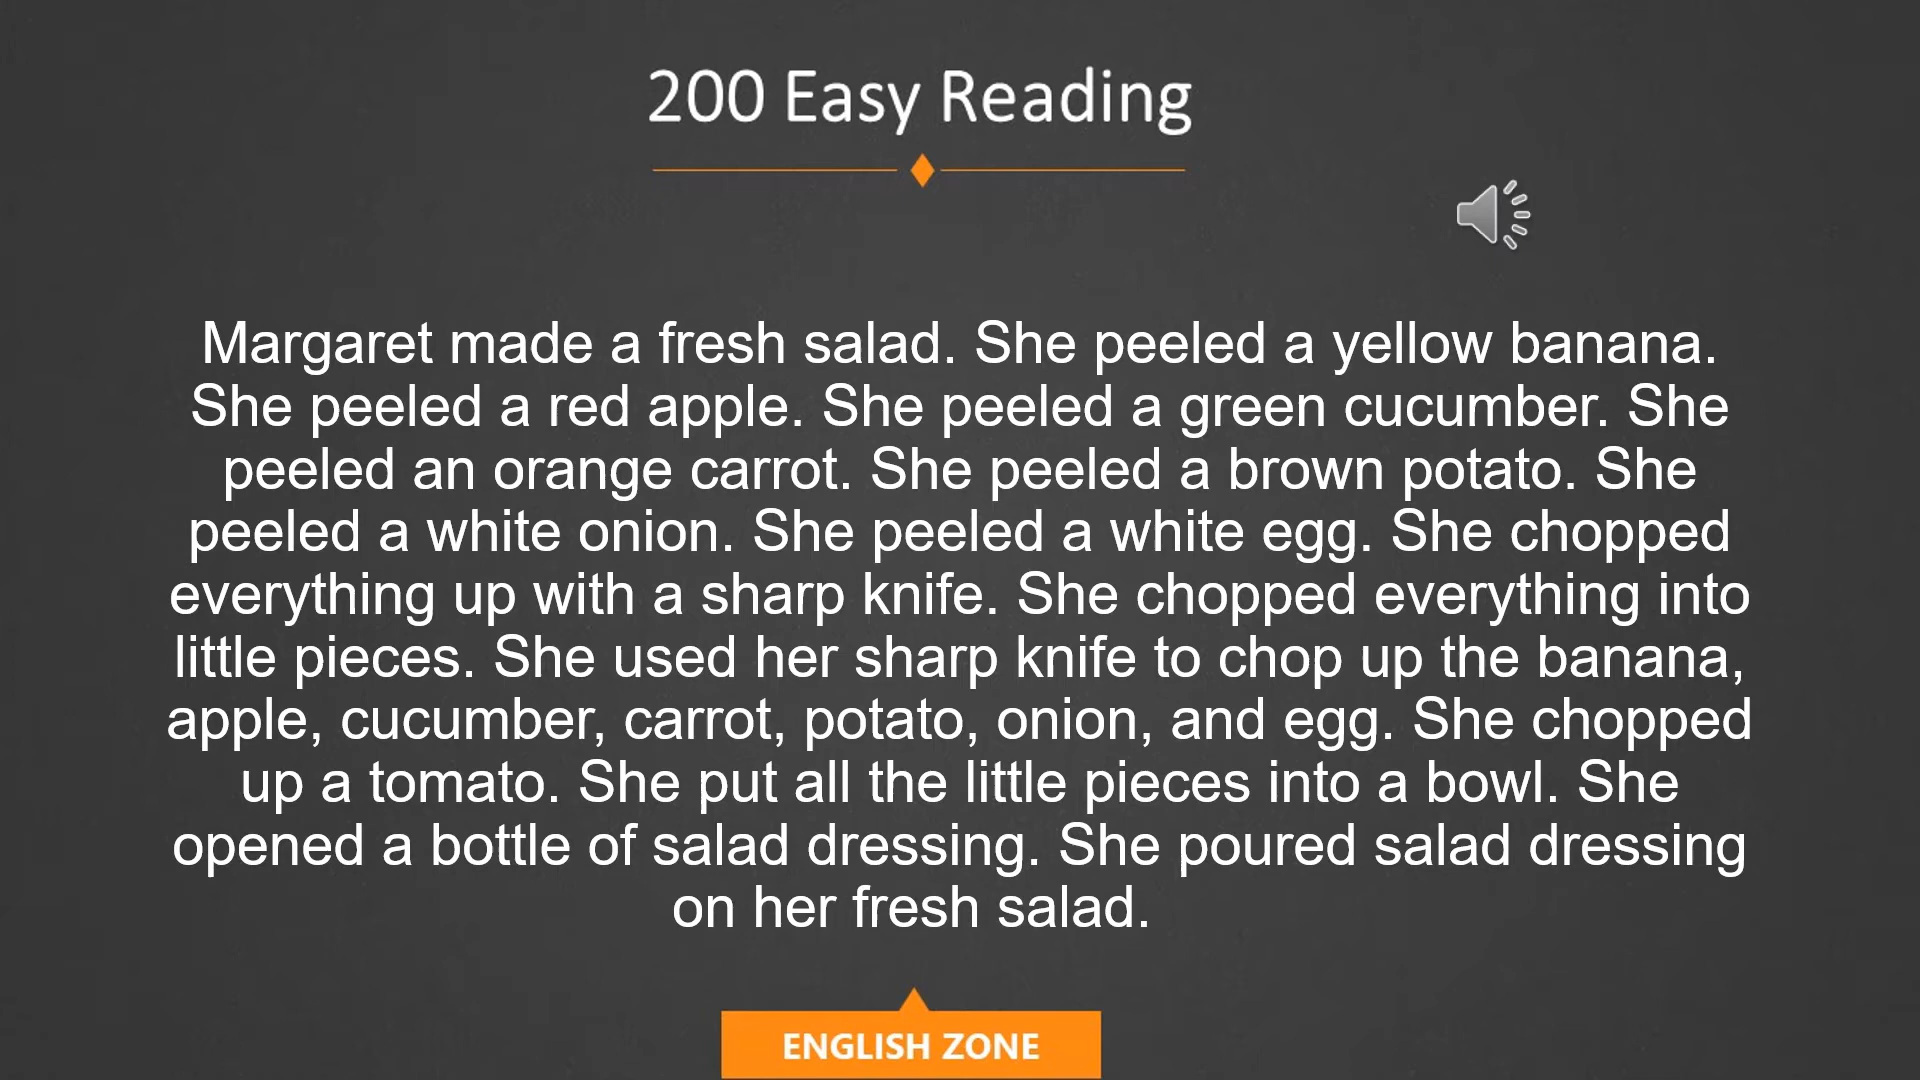 200 Easy Reading
Margaret made a fresh salad. She peeled a yellow banana.
She peeled a red apple. She peeled a green cucumber. She
peeled an orange carrot. She peeled a brown potato. She
peeled a white onion. She peeled a white egg. She chopped
everything up with a sharp knife. She chopped everything into
little pieces. She used her sharp knife to chop up the banana,
apple, cucumber, carrot, potato, onion, and egg. She chopped
up a tomato. She put all the little pieces into a bowl. She
opened a bottle of salad dressing. She poured salad dressing
on her fresh salad.
ENGLISH ZONE